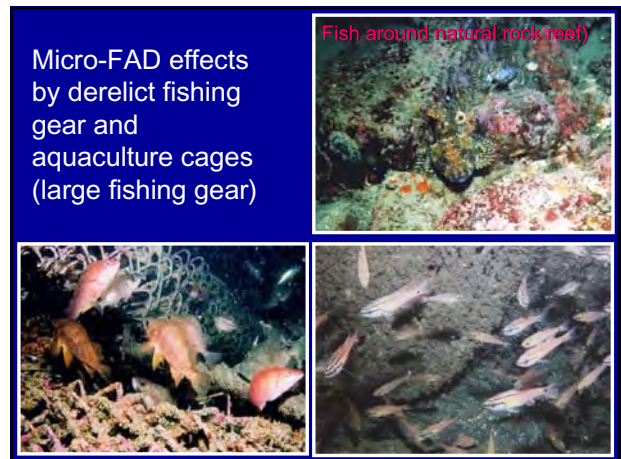 Micro-FAD effects
by derelict fishing
gear and
aquaculture cages
(large fishing gear)
Fish around natural rock reef)